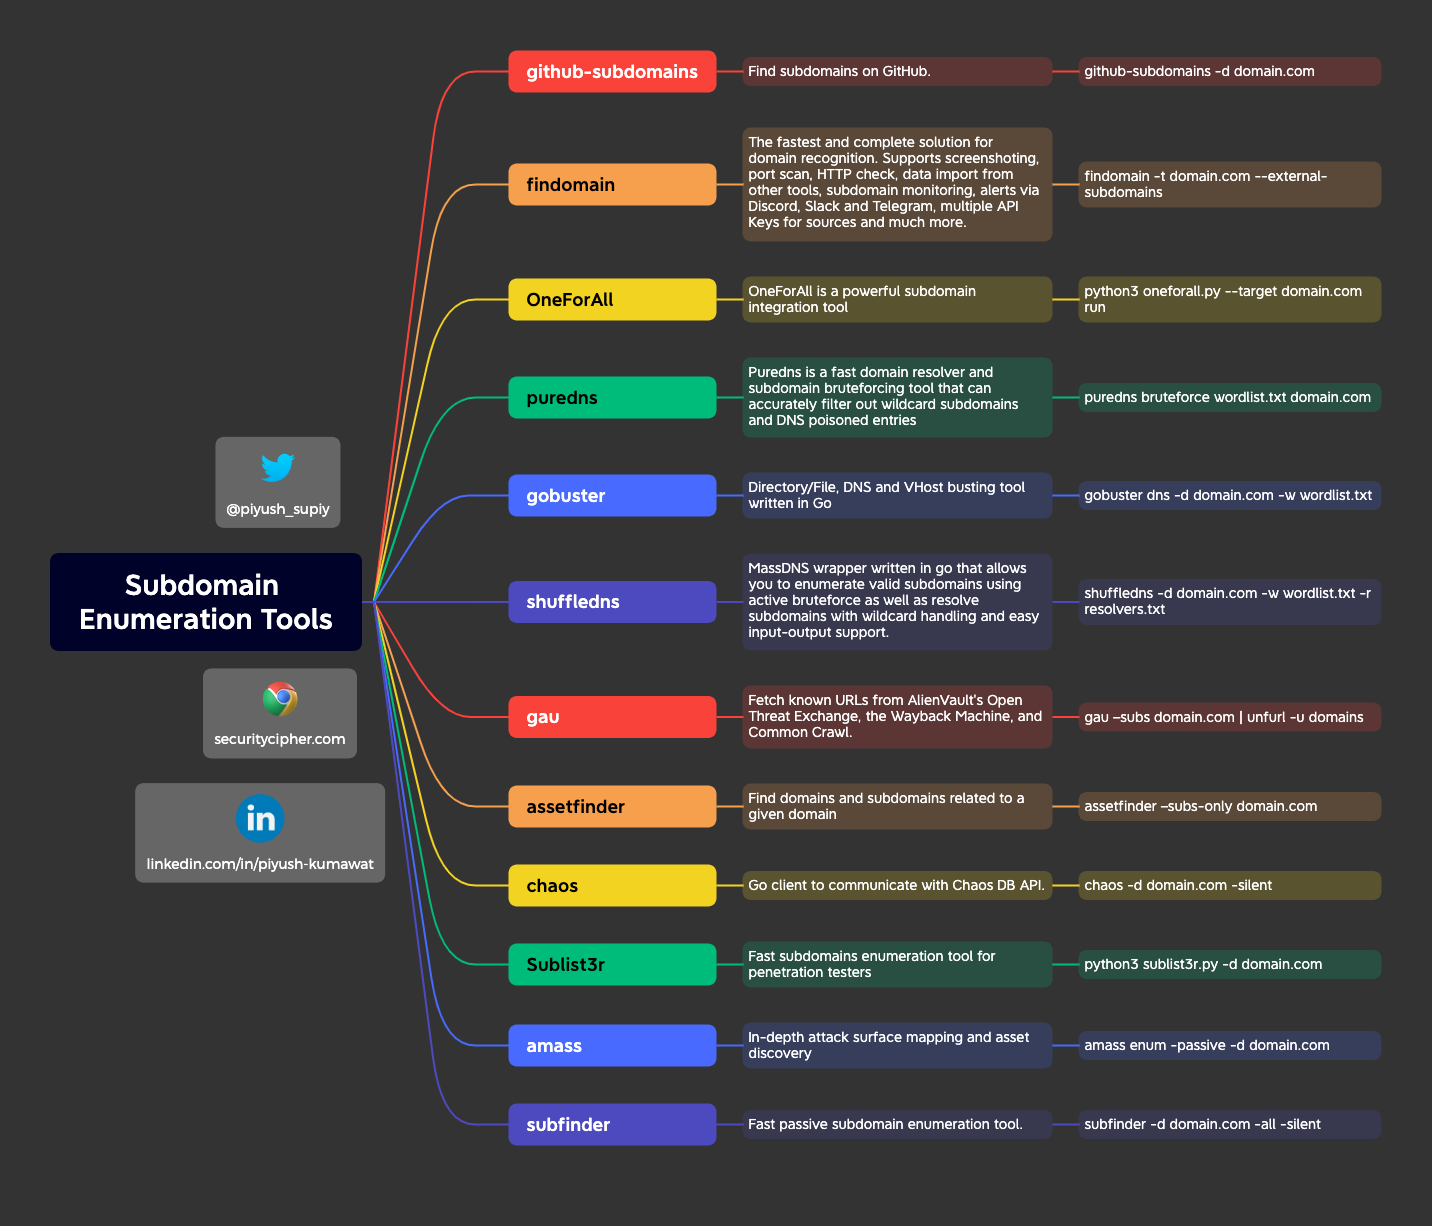 github-subdomains
Find subdomains on GitHub.
github-subdomains -d domain.com
findomain
The fastest and complete solution for
domain recognition. Supports screenshoting,
port scan, HTTP check, data import from
other tools, subdomain monitoring, alerts via
Discord, Slack and Telegram, multiple API
Keys for sources and much more.
findomain -t domain.com --external-
subdomains
OneForAll
OneForAll is a powerful subdomain
integration tool
python3 oneforall.py --target domain.com
run
puredns
Puredns is a fast domain resolver and
subdomain bruteforcing tool that can
accurately filter out wildcard subdomains
and DNS poisoned entries
puredns bruteforce wordlist.txt domain.com
@piyush_supiy
gobuster
Directory/File, DNS and VHost busting tool
written in Go
gobuster dns -d domain.com -w wordlist.txt
Subdomain
Enumeration Tools
shuffledns
MassDNS wrapper written in go that allows
you to enumerate valid subdomains using
active bruteforce as well as resolve
subdomains with wildcard handling and easy
input-output support.
shuffledns -d domain.com -w wordlist.txt -r
resolvers.txt
securitycipher.com
gau
Fetch known URLs from AlienVault's Open
Threat Exchange, the Wayback Machine, and
Common Crawl.
gau –subs domain.com | unfurl -u domains
in
linkedin.com/in/piyush-kumawat
assetfinder
Find domains and subdomains related to a
given domain
assetfinder –subs-only domain.com
chaos
Go client to communicate with Chaos DB API.
chaos -d domain.com -silent
Sublist3r
Fast subdomains enumeration tool for
penetration testers
python3 sublist3r.py -d domain.com
amass
In-depth attack surface mapping and asset
discovery
amass enum -passive -d domain.com
subfinder
Fast passive subdomain enumeration tool.
subfinder -d domain.com -all -silent